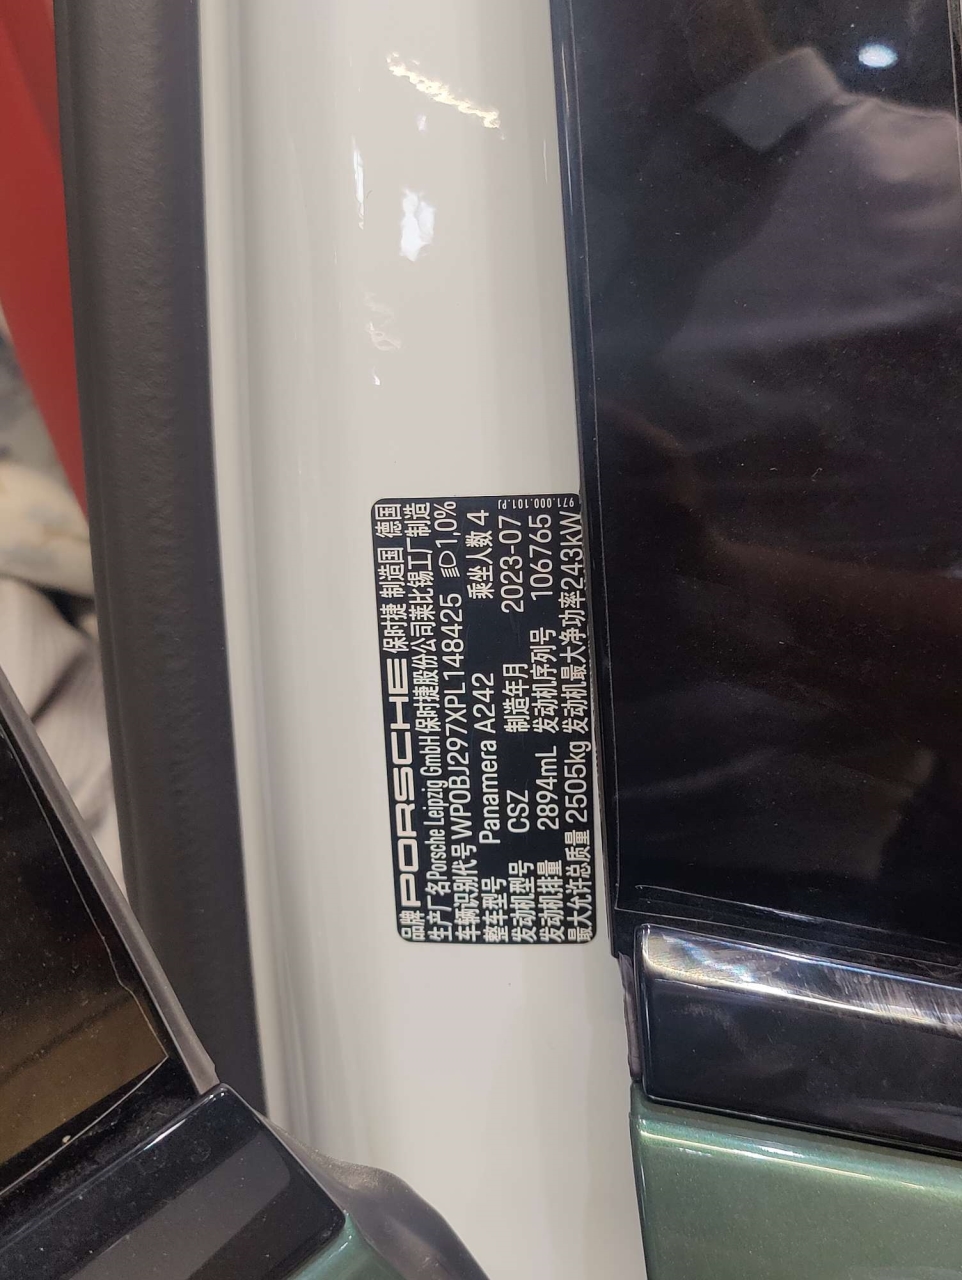 品牌 PORSCHE 保时捷 制造国 德国
生产厂名 Porsche Leipzig GmbH 保时捷股份公司莱比锡工厂制造
车辆识别代号 WP0BJ297XPL148425 1,0%
整车型号 Panamera A242 乘坐人数 4
发动机型号 CSZ 制造年月 2023-07
发动机排量 2894mL 发动机序列号 106765
最大允许总质量 2505kg 发动机最大净功率 243kW
971.000.101.PJ